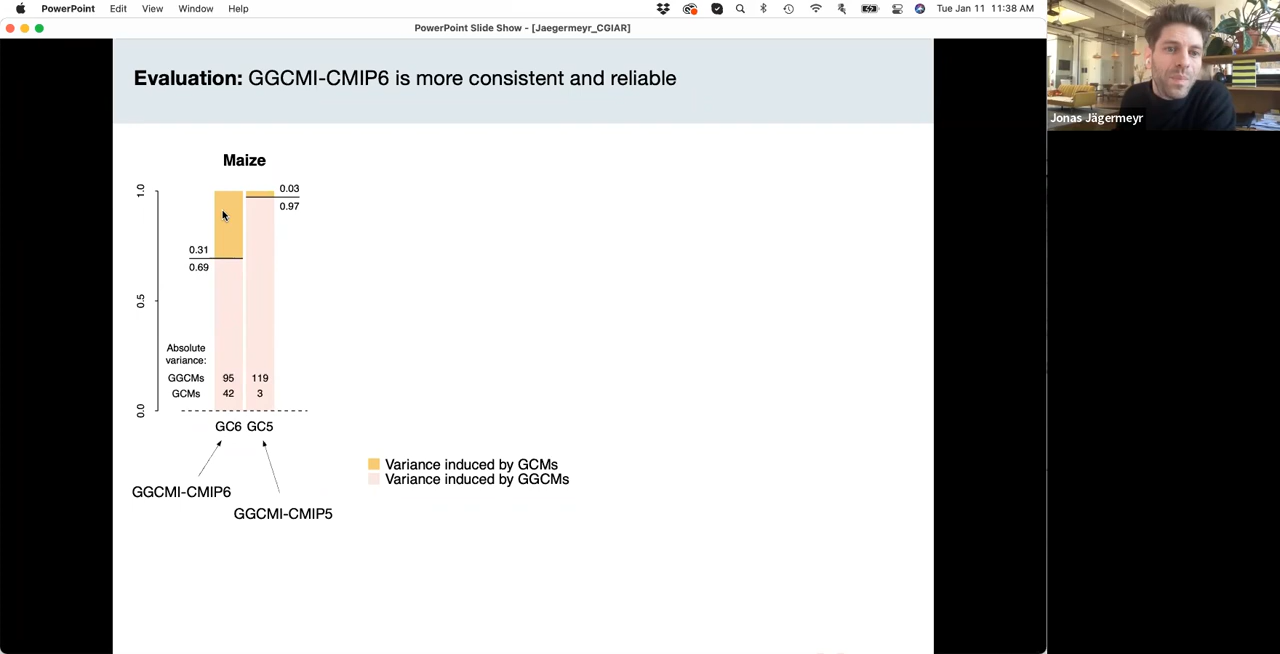 PowerPoint Edit View Window Help Tue Jan 11 11:38 AM
PowerPoint Slide Show - [Jaegermeyr_CGIAR]
Jonas Jägermeyr
Evaluation: GGCMI-CMIP6 is more consistent and reliable
Maize
1.0
0.5
0.0
0.03
0.97
0.31
0.69
Absolute
variance:
GGCMs 95 119
GCMs 42 3
GC6 GC5
GGCMI-CMIP6
GGCMI-CMIP5
Variance induced by GCMs
Variance induced by GGCMs